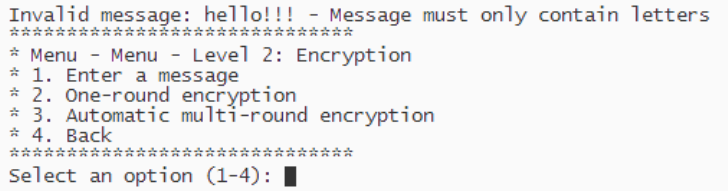 Invalid message: hello!!! - Message must only contain letters
******************************
* Menu - Menu - Level 2: Encryption
* 1. Enter a message
* 2. One-round encryption
* 3. Automatic multi-round encryption
* 4. Back
******************************
Select an option (1-4):